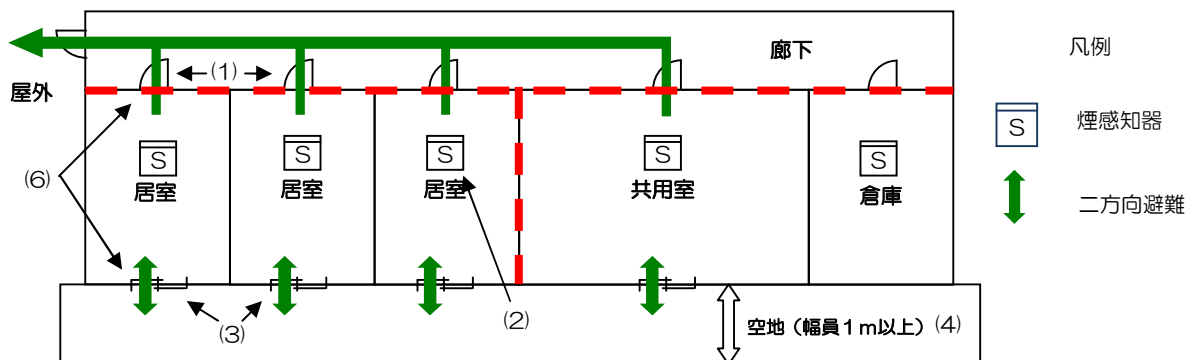 廊下
凡例
(1)
屋外
S
煙感知器
(6)
S
S
S
S
S
居室
居室
居室
共用室
倉庫
二方向避難
(3)
(2)
空地（幅員１ｍ以上）(4)